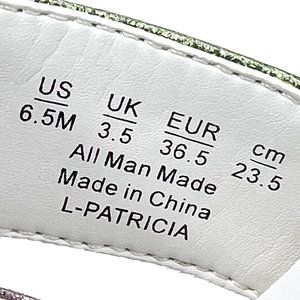 US UK EUR cm
6.5M 3.5 36.5 23.5
All Man Made
Made in China
L-PATRICIA